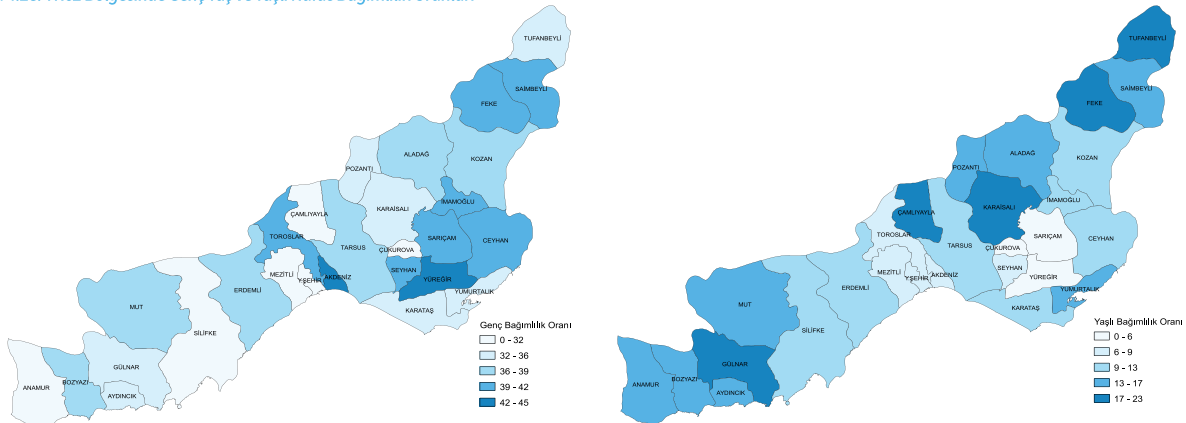 TUFANBEYLİ
SAİMBEYLİ
FEKE
KOZAN
ALADAĞ
POZANTI
İMAMOĞLU
KARAİSALI
ÇAMLIYAYLA
TOROSLAR
SARIÇAM
CEYHAN
TARSUS
ÇUKUROVA
MEZİTLİ
YŞEHİR
AKDENİZ
SEYHAN
YÜREĞİR
YUMURTALIK
ERDEMLİ
KARATAŞ
MUT
SİLİFKE
GÜLNAR
ANAMUR
BOZYAZI
AYDINCIK
Genç Bağımlılık Oranı
0 - 32
32 - 36
36 - 39
39 - 42
42 - 45
TUFANBEYLİ
SAİMBEYLİ
FEKE
KOZAN
ALADAĞ
POZANTI
İMAMOĞLU
KARAİSALI
ÇAMLIYAYLA
TOROSLAR
SARIÇAM
CEYHAN
TARSUS
ÇUKUROVA
MEZİTLİ
YŞEHİR
AKDENİZ
SEYHAN
YÜREĞİR
YUMURTALIK
ERDEMLİ
KARATAŞ
MUT
SİLİFKE
GÜLNAR
ANAMUR
BOZYAZI
AYDINCIK
Yaşlı Bağımlılık Oranı
0 - 6
6 - 9
9 - 13
13 - 17
17 - 23